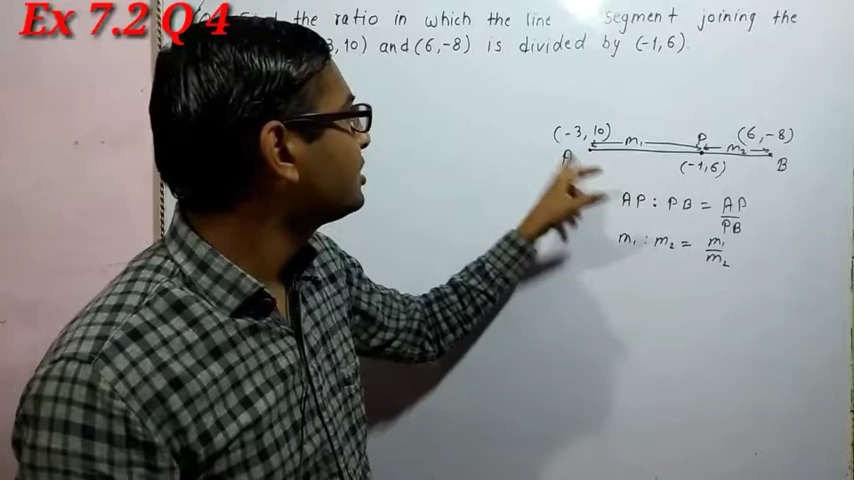 Ex 7.2 Q 4
the ratio in which the line segment joining the
3, 10) and (6, -8) is divided by (-1, 6).
(-3, 10) m₁ P (6, -8)
A m₂ B
(-1, 6)
AP : PB = AP/PB
m₁ : m₂ = m₁/m₂